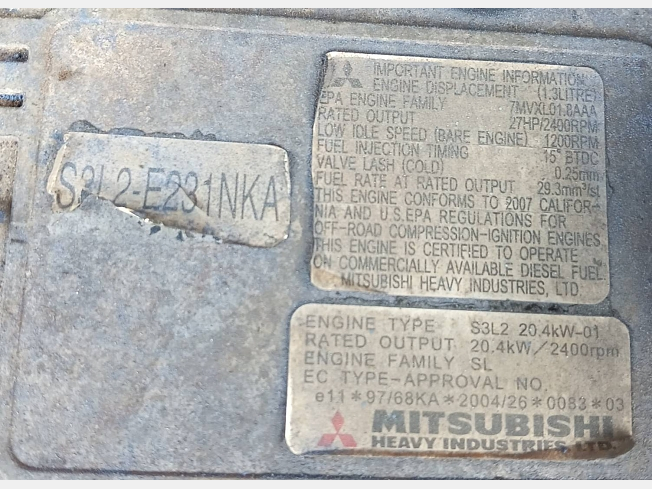 S3L2-E231NKA
IMPORTANT ENGINE INFORMATION
ENGINE DISPLACEMENT (1.3LITRE)
EPA ENGINE FAMILY 7MVXL01.8AAA
RATED OUTPUT 27HP/2400RPM
LOW IDLE SPEED (BARE ENGINE) 1200RPM
FUEL INJECTION TIMING 15° BTDC
VALVE LASH (COLD) 0.25mm
FUEL RATE AT RATED OUTPUT 29.3mm³/st
THIS ENGINE CONFORMS TO 2007 CALIFOR-
NIA AND U.S.EPA REGULATIONS FOR
OFF-ROAD COMPRESSION-IGNITION ENGINES
THIS ENGINE IS CERTIFIED TO OPERATE
ON COMMERCIALLY AVAILABLE DIESEL FUEL
MITSUBISHI HEAVY INDUSTRIES, LTD
ENGINE TYPE S3L2 20.4kW-01
RATED OUTPUT 20.4kW/2400rpm
ENGINE FAMILY SL
EC TYPE-APPROVAL NO.
e11*97/68KA*2004/26*0083*03
MITSUBISHI
HEAVY INDUSTRIES, LTD.